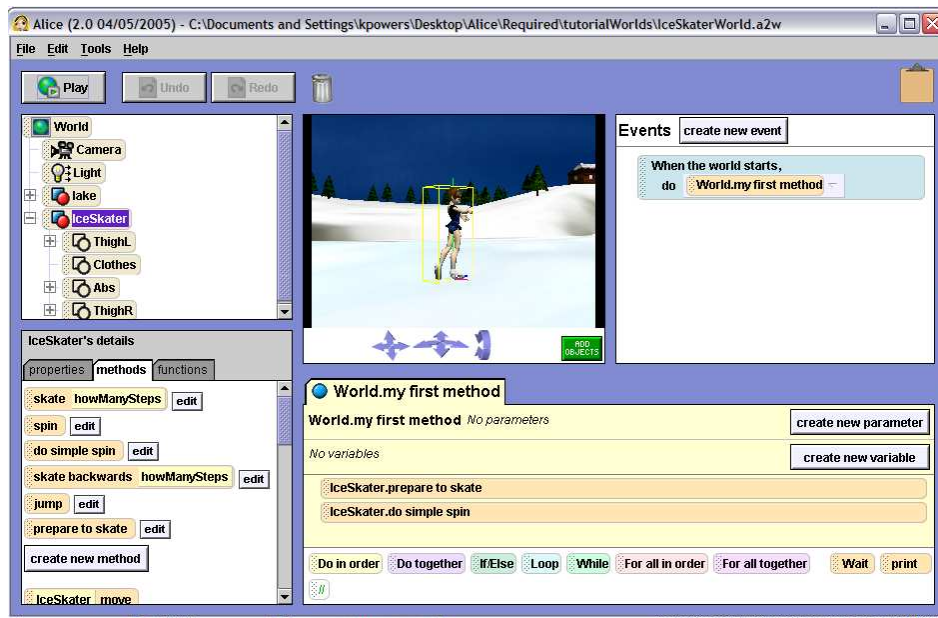 Alice (2.0 04/05/2005) - C:\Documents and Settings\kpowers\Desktop\Alice\Required\tutorialWorlds\IceSkaterWorld.a2w
File Edit Tools Help
Play Undo Redo
World
Camera
Light
lake
IceSkater
ThighL
Clothes
Abs
ThighR
ADD
OBJECTS
Events create new event
When the world starts,
do World.my first method
IceSkater's details
properties methods functions
skate howManySteps edit
spin edit
do simple spin edit
skate backwards howManySteps edit
jump edit
prepare to skate edit
create new method
IceSkater move
World.my first method
World.my first method No parameters create new parameter
No variables create new variable
IceSkater.prepare to skate
IceSkater.do simple spin
Do in order Do together If/Else Loop While For all in order For all together Wait print
//